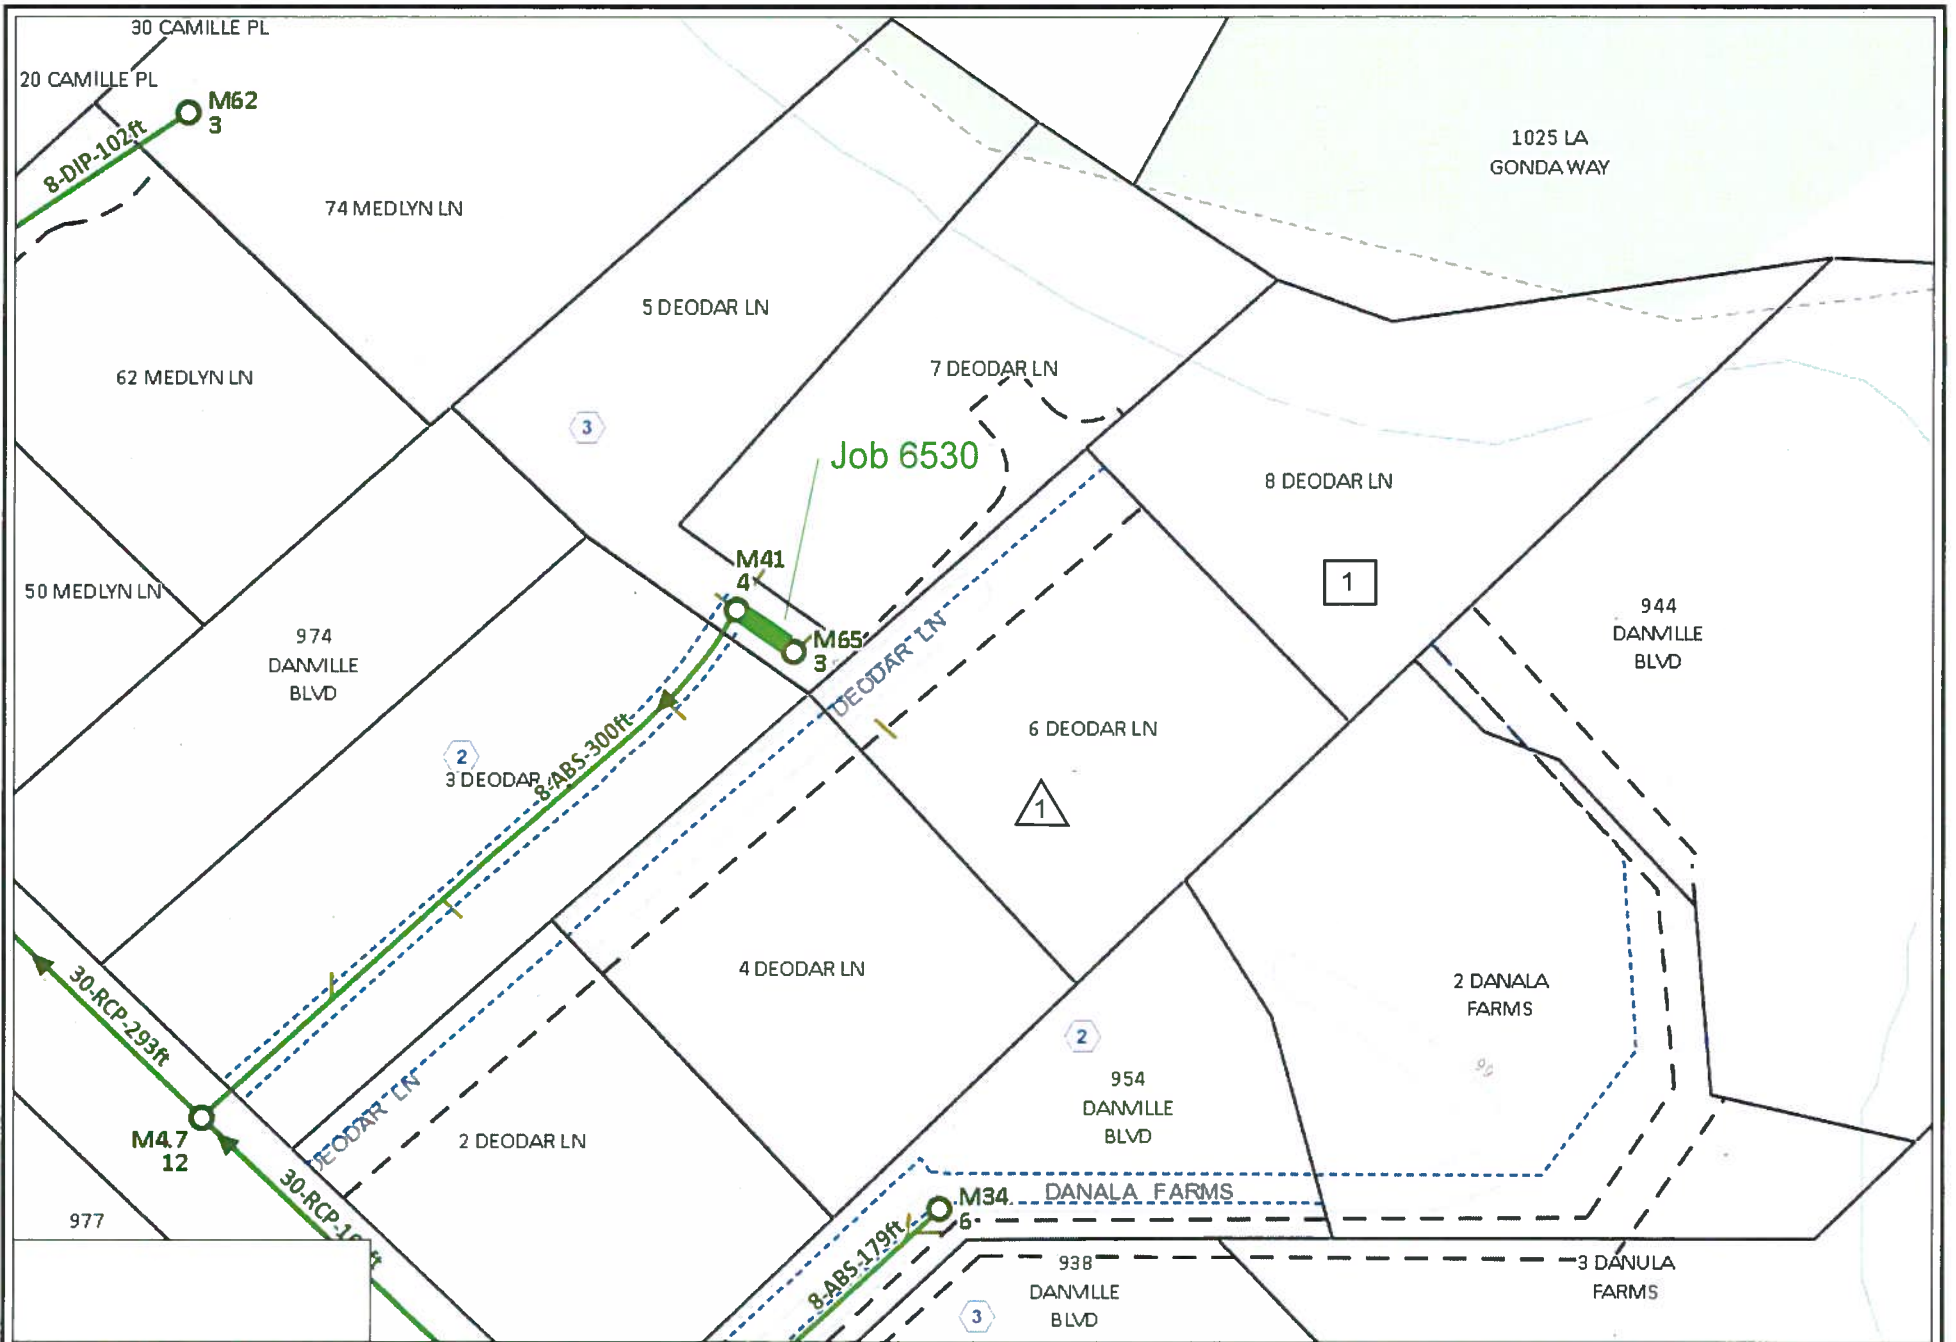 30 CAMILLE PL
20 CAMILLE PL
M62
3
8-DIP-102ft
1025 LA
GONDA WAY
74 MEDLYN LN
5 DEODAR LN
7 DEODAR LN
62 MEDLYN LN
3
Job 6530
8 DEODAR LN
M41
4
1
50 MEDLYN LN
974
DANVILLE
BLVD
944
DANVILLE
BLVD
M65
3
DEODAR LN
6 DEODAR LN
8-ABS-300ft
2
3 DEODAR
1
30-RCP-293ft
4 DEODAR LN
2 DANALA
FARMS
2
99
954
DANVILLE
BLVD
M4.7
12
DEODAR LN
2 DEODAR LN
30-RCP-1
ft
M34
6
DANALA FARMS
977
8-ABS-179ft
938
DANVILLE
BLVD
3 DANULA
FARMS
3